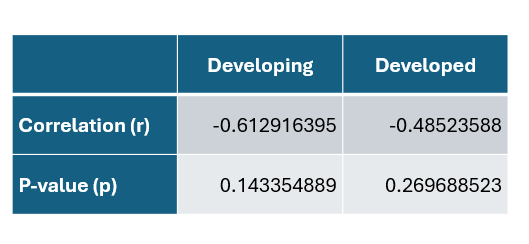 Developing Developed
Correlation (r) -0.612916395 -0.48523588
P-value (p) 0.143354889 0.269688523